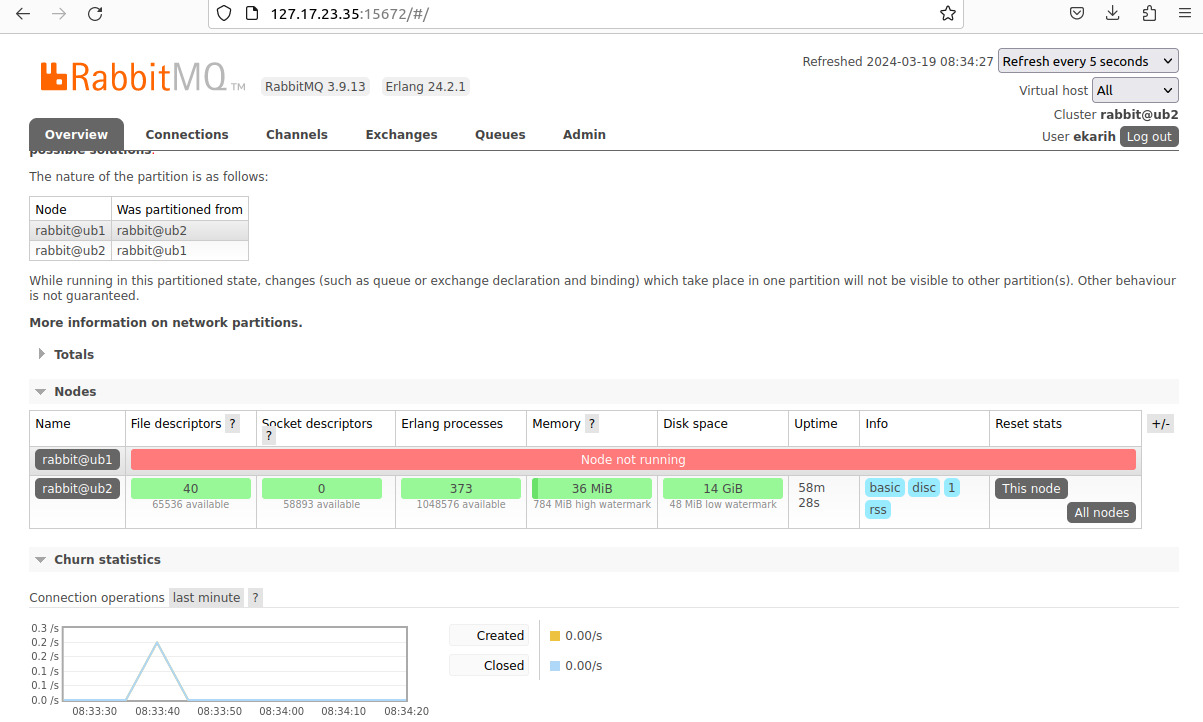 127.17.23.35:15672/#/
RabbitMQ TM RabbitMQ 3.9.13 Erlang 24.2.1
Refreshed 2024-03-19 08:34:27 Refresh every 5 seconds
Virtual host All
Cluster rabbit@ub2
User ekarih Log out
Overview Connections Channels Exchanges Queues Admin
possible solutions.
The nature of the partition is as follows:
Node Was partitioned from
rabbit@ub1 rabbit@ub2
rabbit@ub2 rabbit@ub1
While running in this partitioned state, changes (such as queue or exchange declaration and binding) which take place in one partition will not be visible to other partition(s). Other behaviour
is not guaranteed.
More information on network partitions.
Totals
Nodes
Name File descriptors ? Socket descriptors ? Erlang processes Memory ? Disk space Uptime Info Reset stats +/-
rabbit@ub1 Node not running
rabbit@ub2 40 0 373 36 MiB 14 GiB 58m basic disc 1 This node
65536 available 58893 available 1048576 available 784 MiB high watermark 48 MiB low watermark 28s rss All nodes
Churn statistics
Connection operations last minute ?
0.3 /s
0.2 /s
0.2 /s
0.1 /s
0.1 /s
0.0 /s
08:33:30 08:33:40 08:33:50 08:34:00 08:34:10 08:34:20
Created 0.00/s
Closed 0.00/s